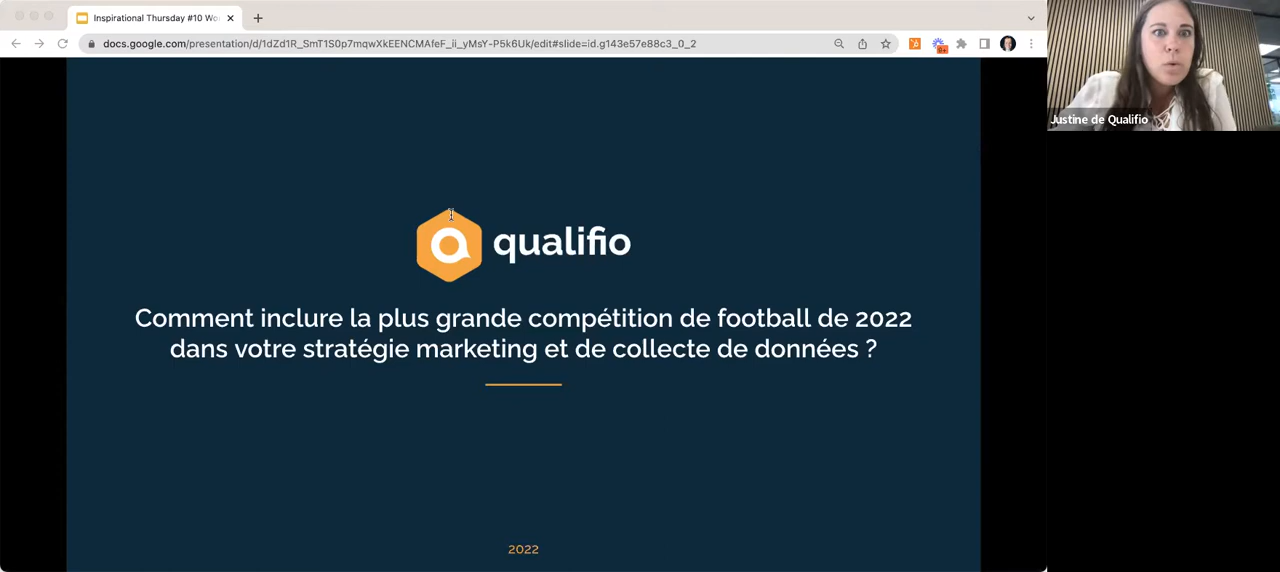 Inspirational Thursday #10 Wo
docs.google.com/presentation/d/1dZd1R_SmT1S0p7mqwXkEENCMAfeF_ii_yMsY-P5k6Uk/edit#slide=id.g143e57e88c3_0_2
9+
Justine de Qualifio
qualifio
Comment inclure la plus grande compétition de football de 2022
dans votre stratégie marketing et de collecte de données ?
2022